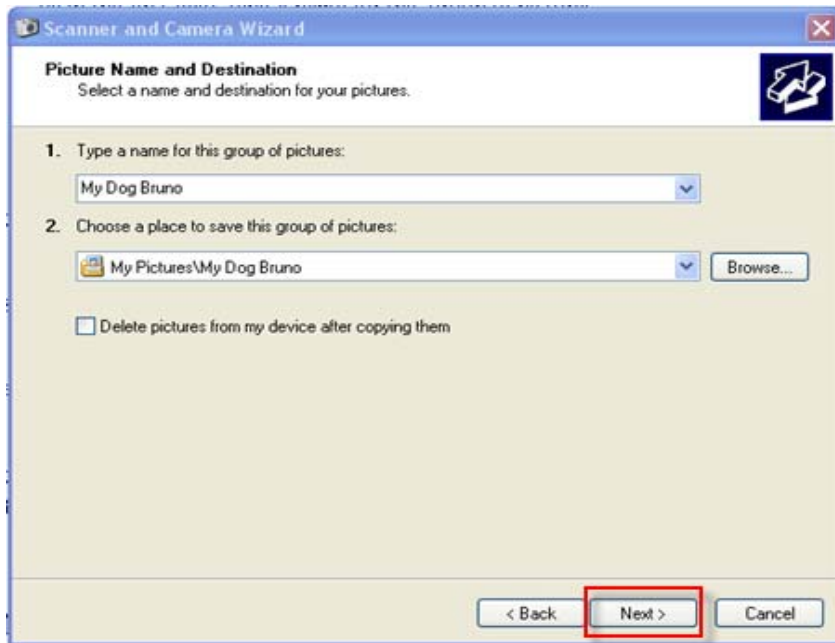 Scanner and Camera Wizard
Picture Name and Destination
Select a name and destination for your pictures.
1. Type a name for this group of pictures:
My Dog Bruno
2. Choose a place to save this group of pictures:
My Pictures\My Dog Bruno
Browse...
Delete pictures from my device after copying them
< Back
Next >
Cancel